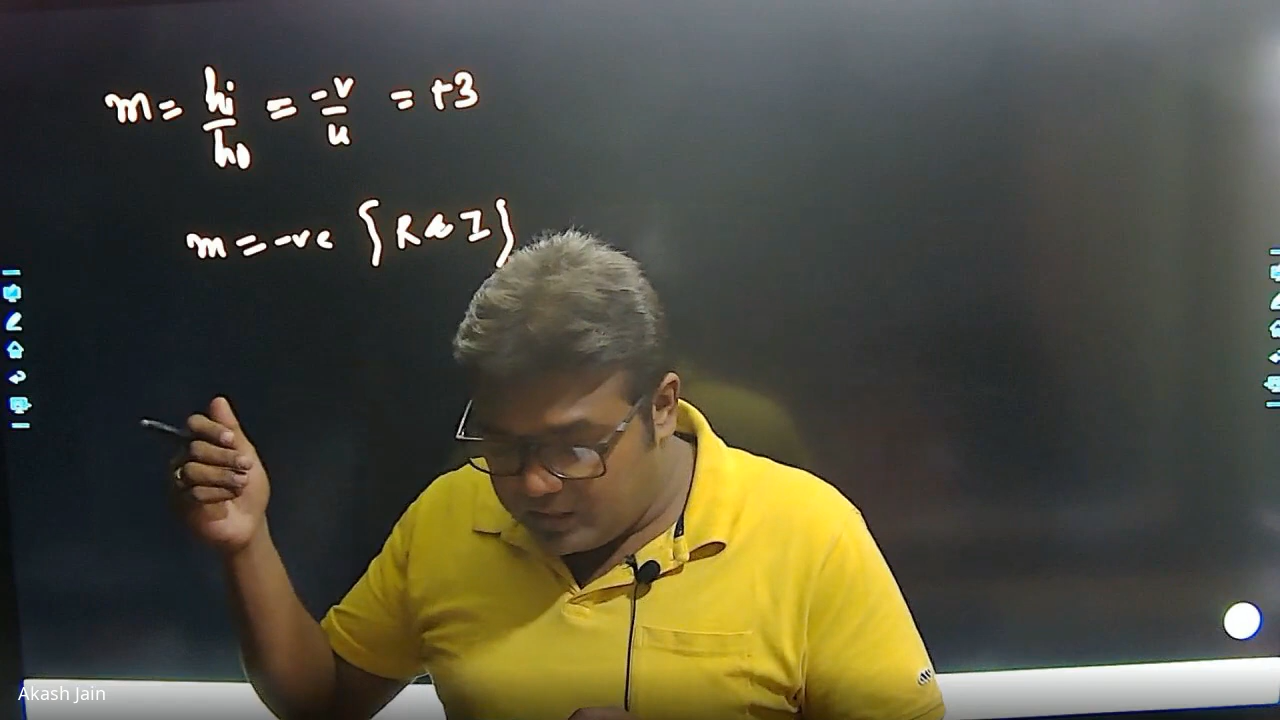 m = hi/ho = -v/u = +3
m = -ve {R & I}
Akash Jain